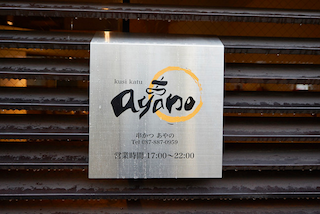 kusi katu
ayano
串かつ あやの
Tel 097-887-0959
営業時間 17:00～22:00